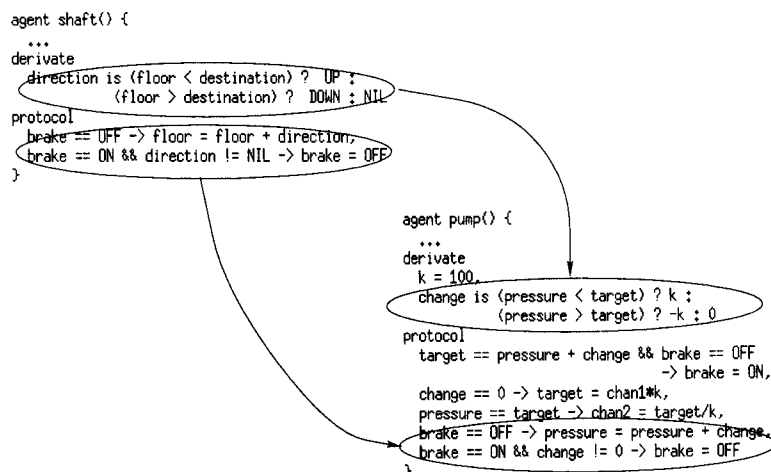 agent shaft() {
...
derivate
direction is (floor < destination) ? UP :
(floor > destination) ? DOWN : NIL
protocol
brake == OFF -> floor = floor + direction,
brake == ON && direction != NIL -> brake = OFF
}
agent pump() {
...
derivate
k = 100,
change is (pressure < target) ? k :
(pressure > target) ? -k : 0
protocol
target == pressure + change && brake == OFF
-> brake = ON,
change == 0 -> target = chan1*k,
pressure == target -> chan2 = target/k,
brake == OFF -> pressure = pressure + change,
brake == ON && change != 0 -> brake = OFF
}